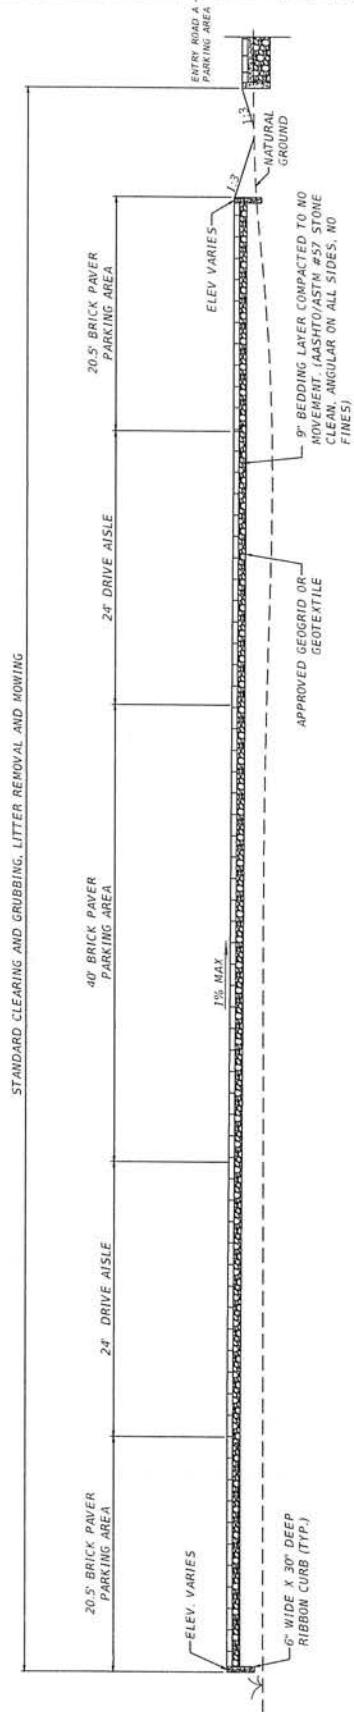 STANDARD CLEARING AND GRUBBING, LITTER REMOVAL AND MOWING
20.5' BRICK PAVER
PARKING AREA
24' DRIVE AISLE
40' BRICK PAVER
PARKING AREA
24' DRIVE AISLE
20.5' BRICK PAVER
PARKING AREA
ENTRY ROAD A
PARKING AREA
ELEV. VARIES
1% MAX
ELEV VARIES
1:3
1:3
NATURAL
GROUND
6" WIDE X 30" DEEP
RIBBON CURB (TYP.)
APPROVED GEOGRID OR
GEOTEXTILE
9" BEDDING LAYER COMPACTED TO NO
MOVEMENT. (AASHTO/ASTM #57 STONE
CLEAN, ANGULAR ON ALL SIDES, NO
FINES)